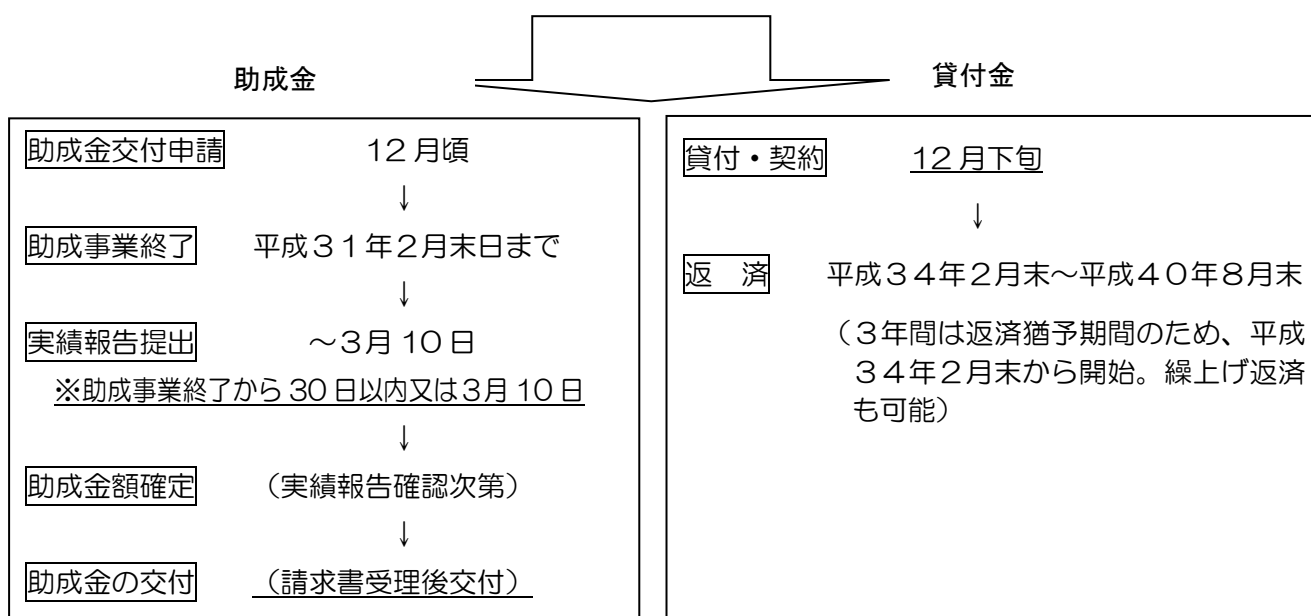 助成金
助成金交付申請 12月頃
↓
助成事業終了 平成31年2月末日まで
↓
実績報告提出 ~3月10日
※助成事業終了から30日以内又は3月10日
↓
助成金額確定 (実績報告確認次第)
↓
助成金の交付 (請求書受理後交付)
貸付金
貸付・契約 12月下旬
↓
返 済 平成34年2月末~平成40年8月末
(3年間は返済猶予期間のため、平成
34年2月末から開始。繰上げ返済
も可能)